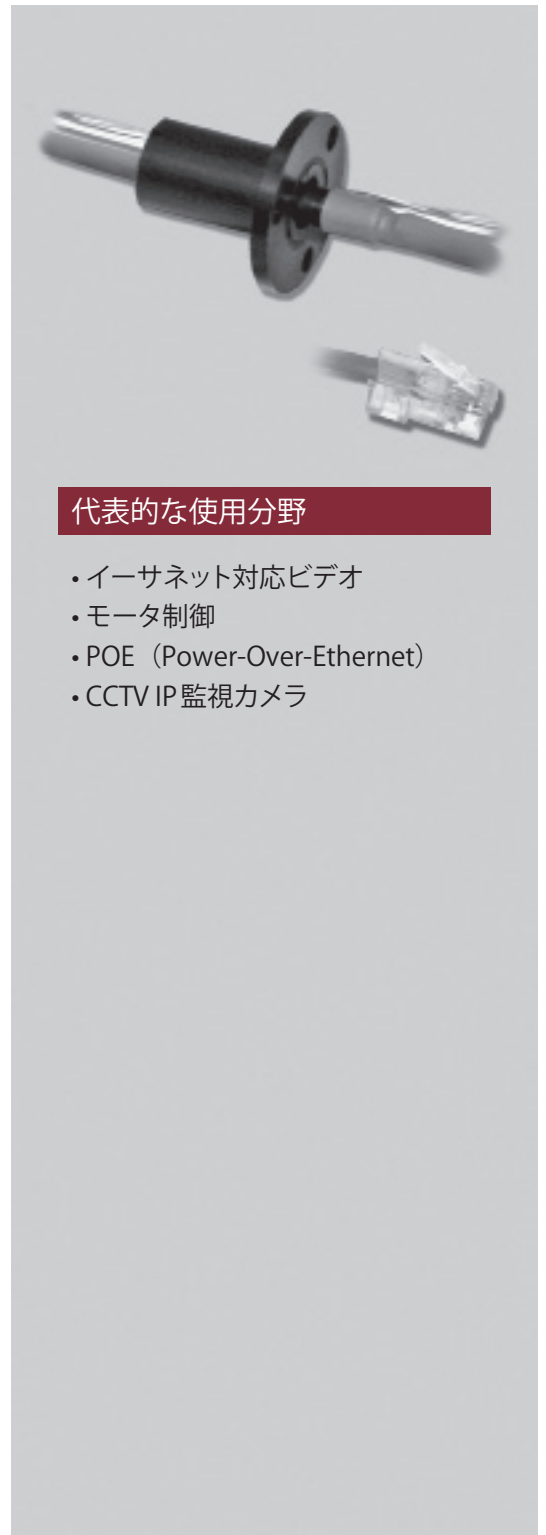 代表的な使用分野
• イーサネット対応ビデオ
• モータ制御
• POE（Power-Over-Ethernet）
• CCTV IP監視カメラ